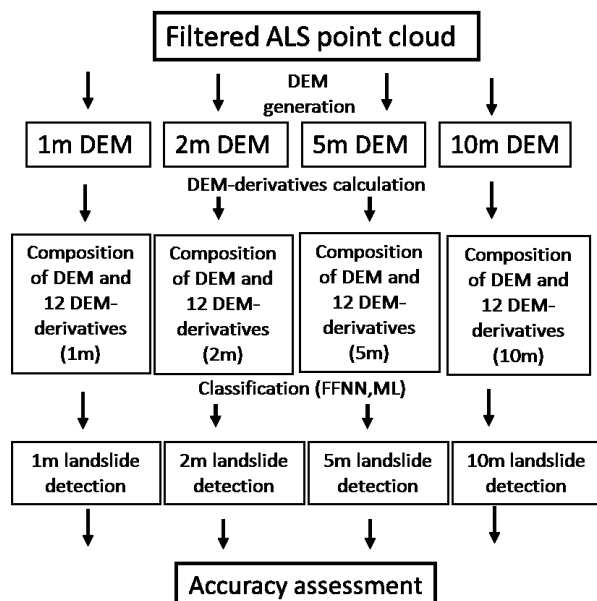 Filtered ALS point cloud
DEM
generation
1m DEM
2m DEM
5m DEM
10m DEM
DEM-derivatives calculation
Composition
of DEM and
12 DEM-
derivatives
(1m)
Composition
of DEM and
12 DEM-
derivatives
(2m)
Composition
of DEM and
12 DEM-
derivatives
(5m)
Composition
of DEM and
12 DEM-
derivatives
(10m)
Classification (FFNN,ML)
1m landslide
detection
2m landslide
detection
5m landslide
detection
10m landslide
detection
Accuracy assessment